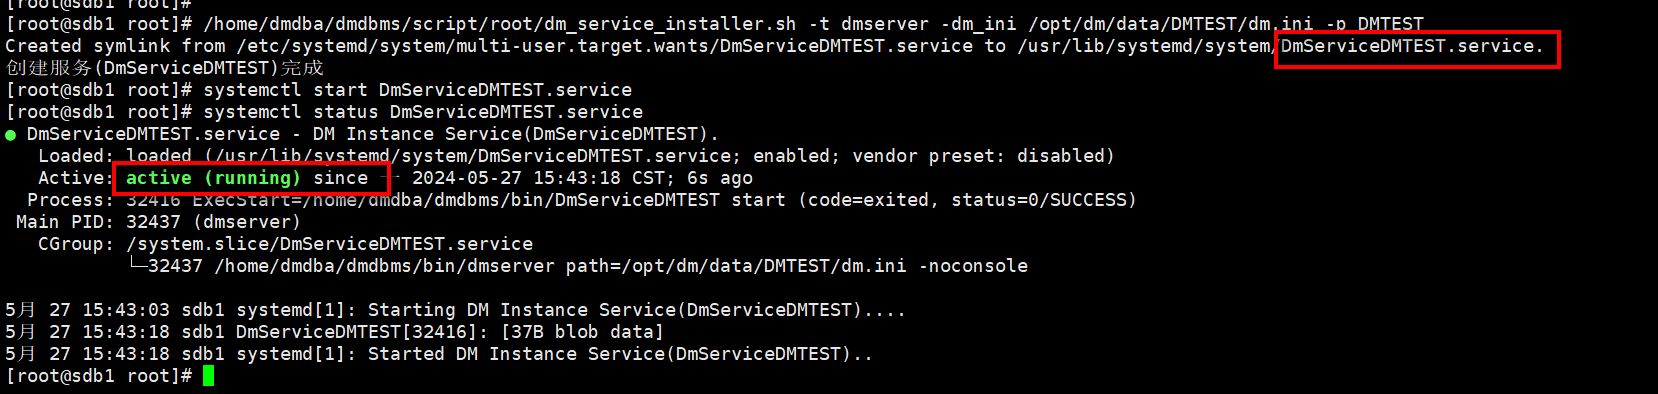 [root@sdb1 root]#
[root@sdb1 root]# /home/dmdba/dmdbms/script/root/dm_service_installer.sh -t dmserver -dm_ini /opt/dm/data/DMTEST/dm.ini -p DMTEST
Created symlink from /etc/systemd/system/multi-user.target.wants/DmServiceDMTEST.service to /usr/lib/systemd/system/DmServiceDMTEST.service.
创建服务(DmServiceDMTEST)完成
[root@sdb1 root]# systemctl start DmServiceDMTEST.service
[root@sdb1 root]# systemctl status DmServiceDMTEST.service
● DmServiceDMTEST.service - DM Instance Service(DmServiceDMTEST).
Loaded: loaded (/usr/lib/systemd/system/DmServiceDMTEST.service; enabled; vendor preset: disabled)
Active: active (running) since 一 2024-05-27 15:43:18 CST; 6s ago
Process: 32416 ExecStart=/home/dmdba/dmdbms/bin/DmServiceDMTEST start (code=exited, status=0/SUCCESS)
Main PID: 32437 (dmserver)
CGroup: /system.slice/DmServiceDMTEST.service
└─32437 /home/dmdba/dmdbms/bin/dmserver path=/opt/dm/data/DMTEST/dm.ini -noconsole
5月 27 15:43:03 sdb1 systemd[1]: Starting DM Instance Service(DmServiceDMTEST)....
5月 27 15:43:18 sdb1 DmServiceDMTEST[32416]: [37B blob data]
5月 27 15:43:18 sdb1 systemd[1]: Started DM Instance Service(DmServiceDMTEST)..
[root@sdb1 root]#